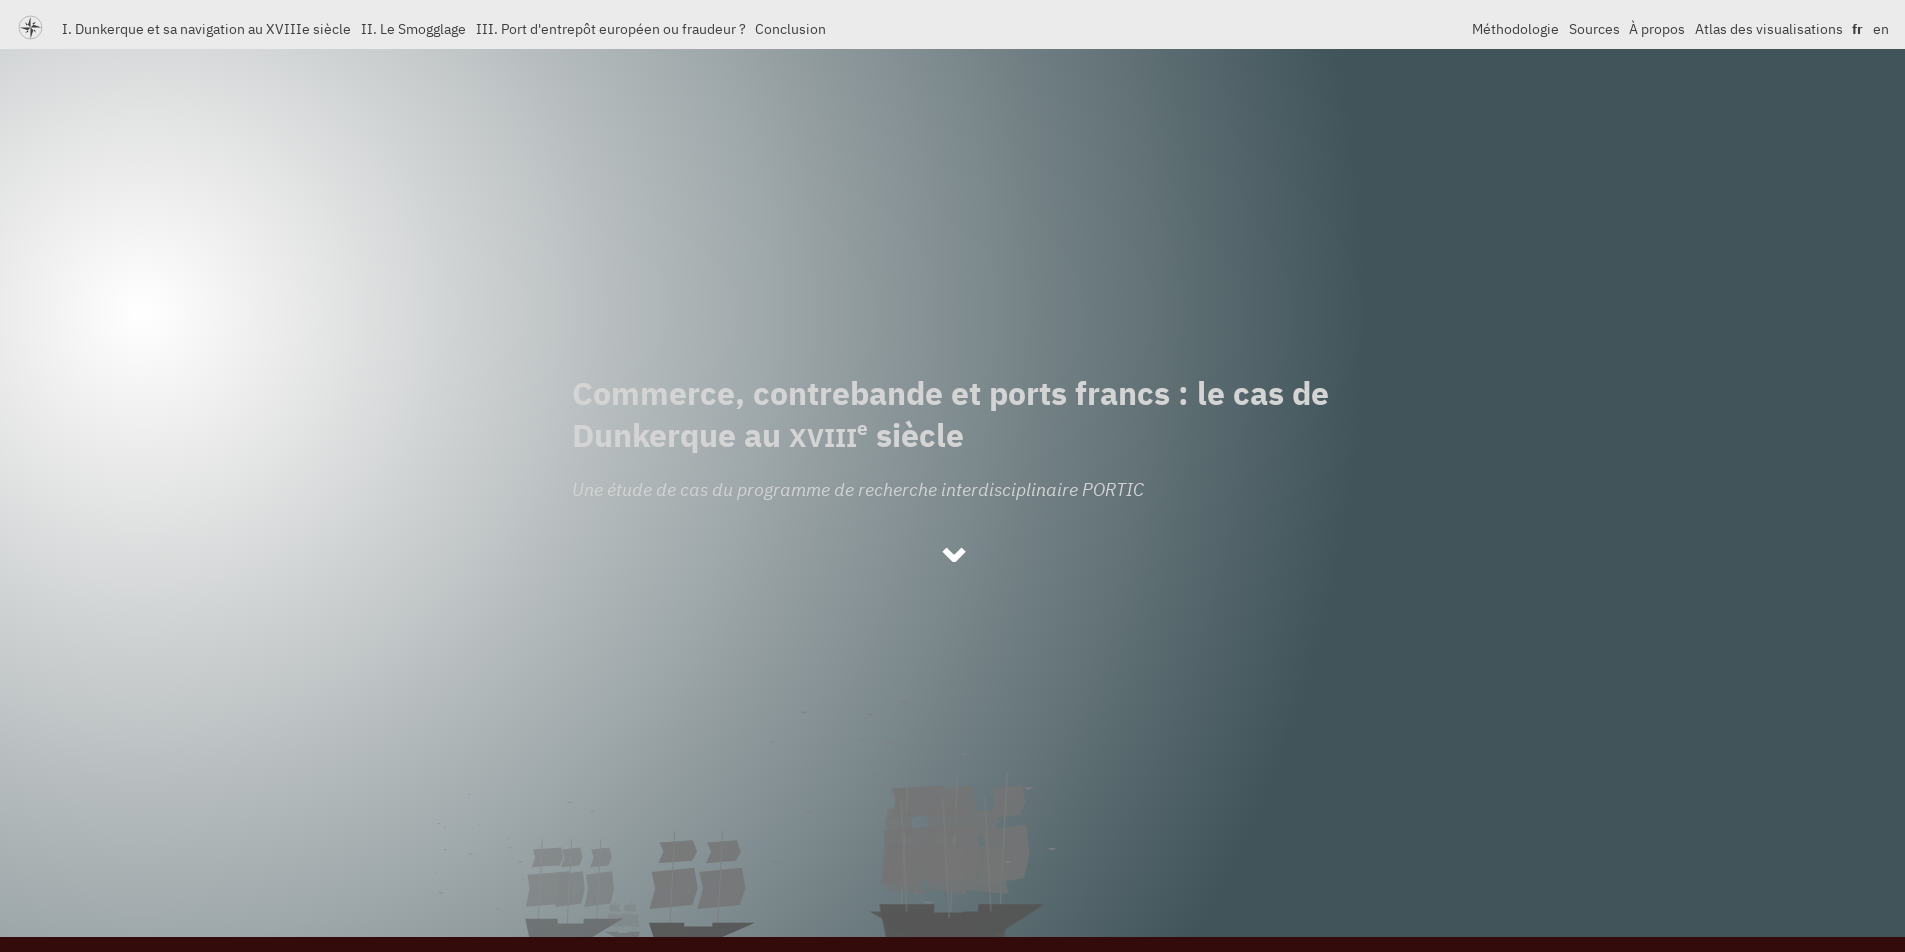 I. Dunkerque et sa navigation au XVIIIe siècle II. Le Smogglage III. Port d'entrepôt européen ou fraudeur ? Conclusion Méthodologie Sources À propos Atlas des visualisations fr en
Commerce, contrebande et ports francs : le cas de
Dunkerque au XVIIIe siècle
Une étude de cas du programme de recherche interdisciplinaire PORTIC